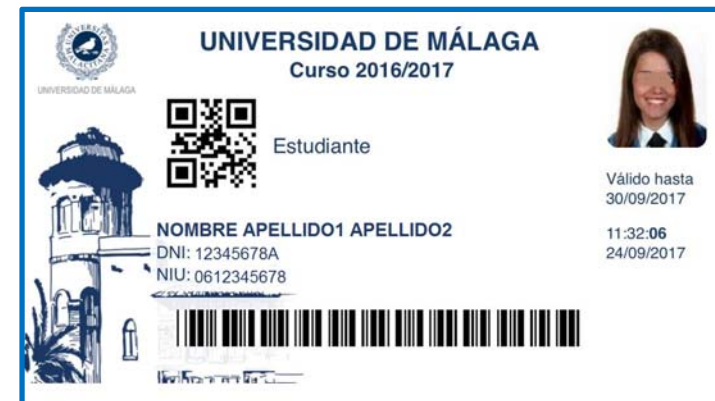 UNIVERSIDAD DE MÁLAGA
Curso 2016/2017
UNIVERSIDAD DE MÁLAGA
Estudiante
Válido hasta
30/09/2017
NOMBRE APELLIDO1 APELLIDO2
11:32:06
DNI: 12345678A
24/09/2017
NIU: 0612345678